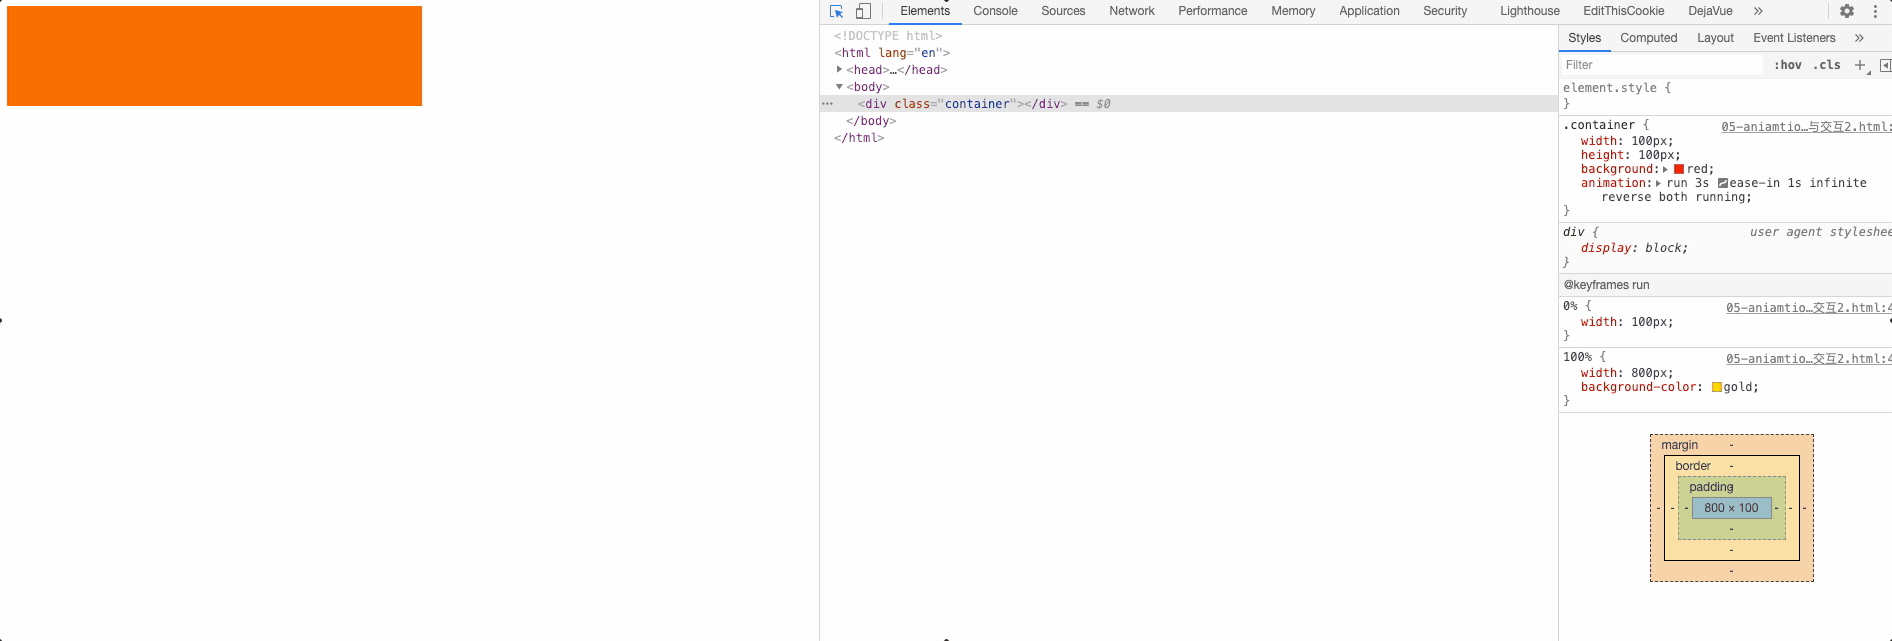 Elements Console Sources Network Performance Memory Application Security Lighthouse EditThisCookie DejaVue »
<!DOCTYPE html>
<html lang="en">
<head>…</head>
<body>
<div class="container"></div> == $0
</body>
</html>
Styles Computed Layout Event Listeners »
Filter :hov .cls +
element.style {
}
.container { 05-aniamtio…与交互2.html:
width: 100px;
height: 100px;
background: red;
animation: run 3s ease-in 1s infinite
reverse both running;
}
div { user agent styleshee
display: block;
}
@keyframes run
0% { 05-aniamtio…交互2.html:4
width: 100px;
}
100% { 05-aniamtio…交互2.html:4
width: 800px;
background-color: gold;
}
margin -
border -
padding -
- - - 800 × 100 - - -
-
-
-